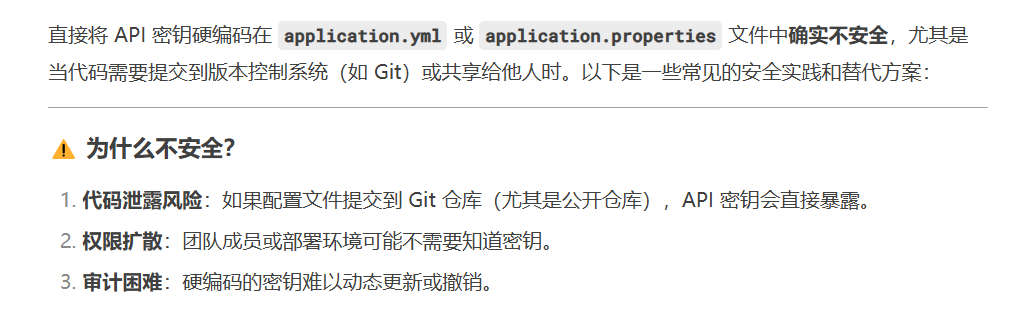 直接将 API 密钥硬编码在 application.yml 或 application.properties 文件中确实不安全，尤其是
当代码需要提交到版本控制系统（如 Git）或共享给他人时。以下是一些常见的安全实践和替代方案：
为什么不安全？
1. 代码泄露风险：如果配置文件提交到 Git 仓库（尤其是公开仓库），API 密钥会直接暴露。
2. 权限扩散：团队成员或部署环境可能不需要知道密钥。
3. 审计困难：硬编码的密钥难以动态更新或撤销。